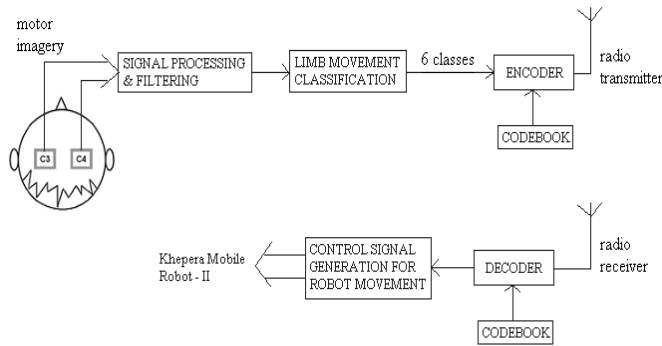 motor
imagery
SIGNAL PROCESSING
& FILTERING
LIMB MOVEMENT
CLASSIFICATION
6 classes
ENCODER
radio
transmitter
CODEBOOK
C3
C4
Khepera Mobile
Robot - II
CONTROL SIGNAL
GENERATION FOR
ROBOT MOVEMENT
DECODER
radio
receiver
CODEBOOK